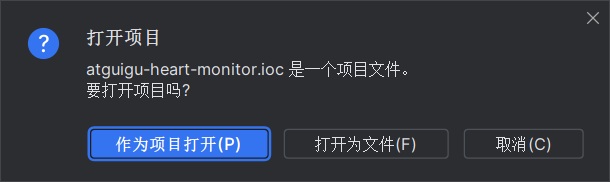 打开项目
atguigu-heart-monitor.ioc 是一个项目文件。
要打开项目吗?
作为项目打开(P)
打开为文件(F)
取消(C)